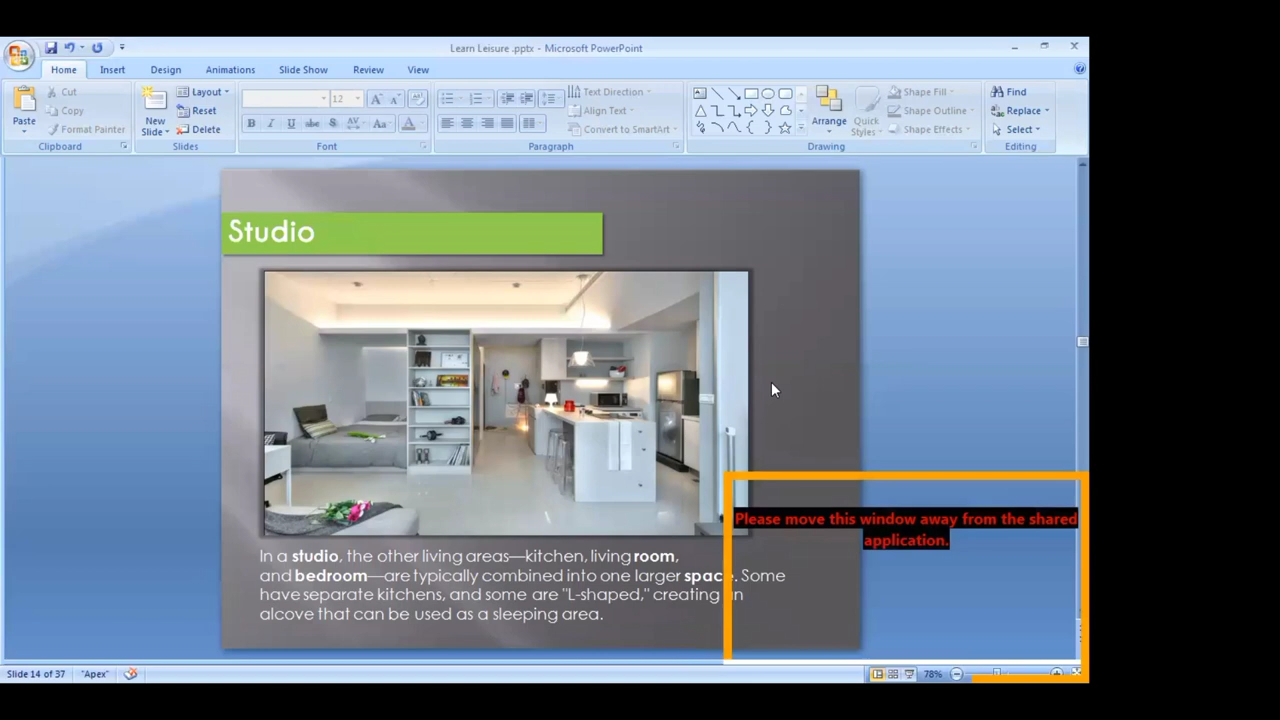 Learn Leisure .pptx - Microsoft PowerPoint
Home Insert Design Animations Slide Show Review View
Cut
Copy
Format Painter
Paste
Clipboard
New
Slide
Layout
Reset
Delete
Slides
12
B I U abc S AV Aa A
Font
Text Direction
Align Text
Convert to SmartArt
Paragraph
Arrange
Quick
Styles
Shape Fill
Shape Outline
Shape Effects
Drawing
Find
Replace
Select
Editing
Studio
In a studio, the other living areas—kitchen, living room,
and bedroom—are typically combined into one larger space. Some
have separate kitchens, and some are "L-shaped," creating an
alcove that can be used as a sleeping area.
Please move this window away from the shared
application.
Slide 14 of 37 "Apex" 78%